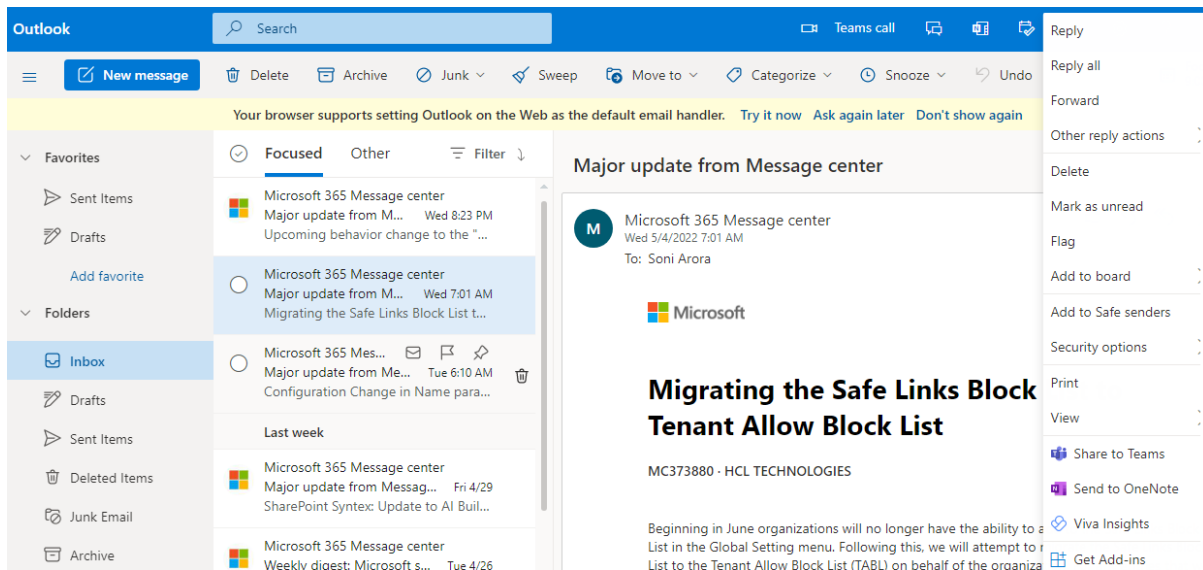 Outlook
Search
Teams call
New message
Delete
Archive
Junk
Sweep
Move to
Categorize
Snooze
Undo
Your browser supports setting Outlook on the Web as the default email handler. Try it now Ask again later Don't show again
Favorites
Sent Items
Drafts
Add favorite
Folders
Inbox
Drafts
Sent Items
Deleted Items
Junk Email
Archive
Focused Other Filter
Microsoft 365 Message center
Major update from M... Wed 8:23 PM
Upcoming behavior change to the "...
Microsoft 365 Message center
Major update from M... Wed 7:01 AM
Migrating the Safe Links Block List t...
Microsoft 365 Mes...
Major update from Me... Tue 6:10 AM
Configuration Change in Name para...
Last week
Microsoft 365 Message center
Major update from Messag... Fri 4/29
SharePoint Syntex: Update to AI Buil...
Microsoft 365 Message center
Weekly digest: Microsoft s... Tue 4/26
Major update from Message center
M
Microsoft 365 Message center
Wed 5/4/2022 7:01 AM
To: Soni Arora
Microsoft
Migrating the Safe Links Block
Tenant Allow Block List
MC373880 · HCL TECHNOLOGIES
Beginning in June organizations will no longer have the ability to a
List in the Global Setting menu. Following this, we will attempt to
List to the Tenant Allow Block List (TABL) on behalf of the organiza
Reply
Reply all
Forward
Other reply actions
Delete
Mark as unread
Flag
Add to board
Add to Safe senders
Security options
Print
View
Share to Teams
Send to OneNote
Viva Insights
Get Add-ins